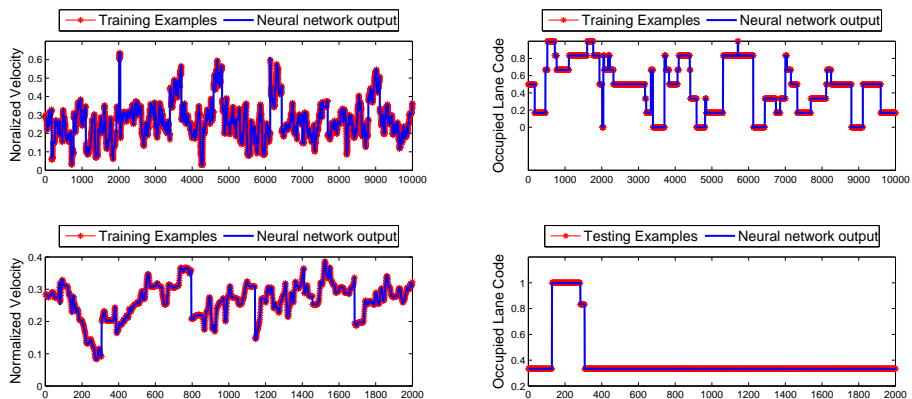 Training Examples Neural network output
Noralized Velocity
0.6
0.5
0.4
0.3
0.2
0.1
0
0 1000 2000 3000 4000 5000 6000 7000 8000 9000 10000
Training Examples Neural network output
Occupied Lane Code
0.8
0.6
0.4
0.2
0
0 1000 2000 3000 4000 5000 6000 7000 8000 9000 10000
Training Examples Neural network output
Normalized Velocity
0.4
0.3
0.2
0.1
0
0 200 400 600 800 1000 1200 1400 1600 1800 2000
Testing Examples Neural network output
Occupied Lane Code
1
0.8
0.6
0.4
0.2
0 200 400 600 800 1000 1200 1400 1600 1800 2000